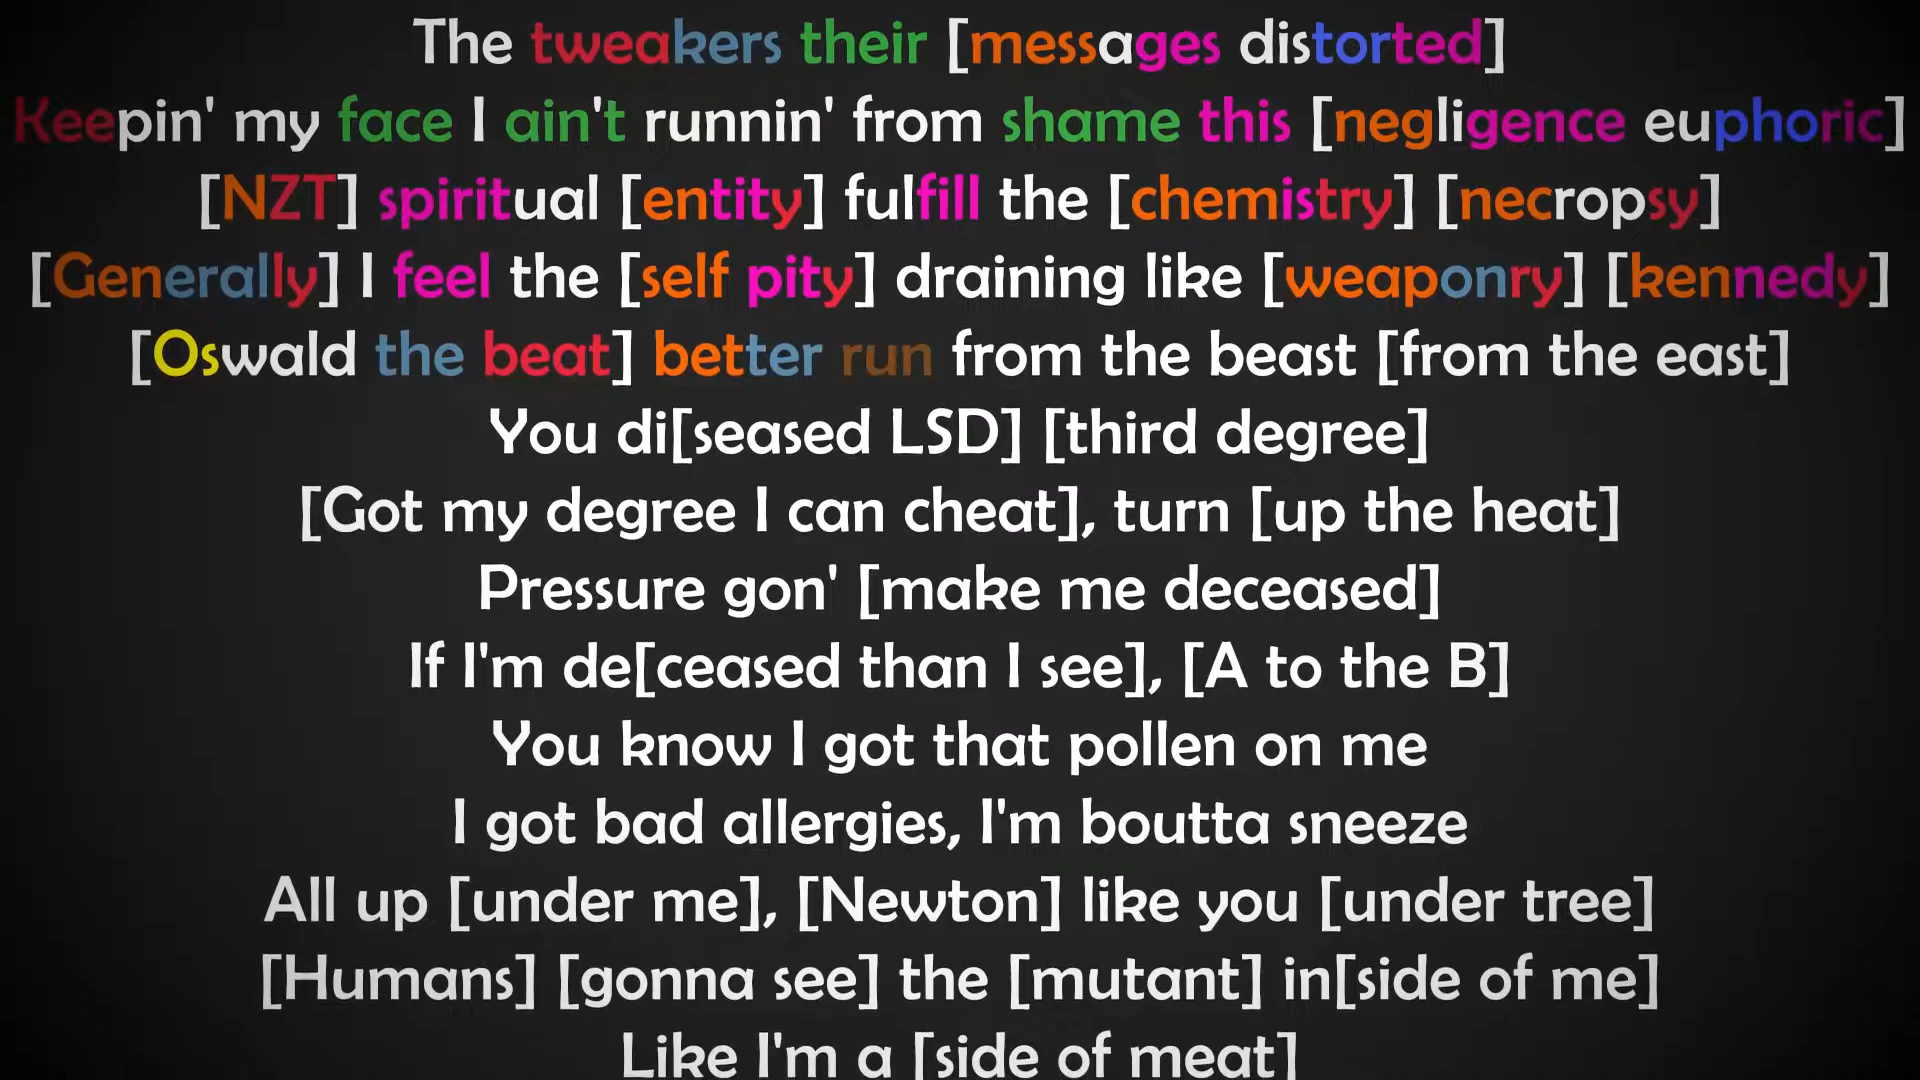 The tweakers their [messages distorted]
Keepin' my face I ain't runnin' from shame this [negligence euphoric]
[NZT] spiritual [entity] fulfill the [chemistry] [necropsy]
[Generally] I feel the [self pity] draining like [weaponry] [kennedy]
[Oswald the beat] better run from the beast [from the east]
You di[seased LSD] [third degree]
[Got my degree I can cheat], turn [up the heat]
Pressure gon' [make me deceased]
If I'm de[ceased than I see], [A to the B]
You know I got that pollen on me
I got bad allergies, I'm boutta sneeze
All up [under me], [Newton] like you [under tree]
[Humans] [gonna see] the [mutant] in[side of me]
Like I'm a [side of meat]